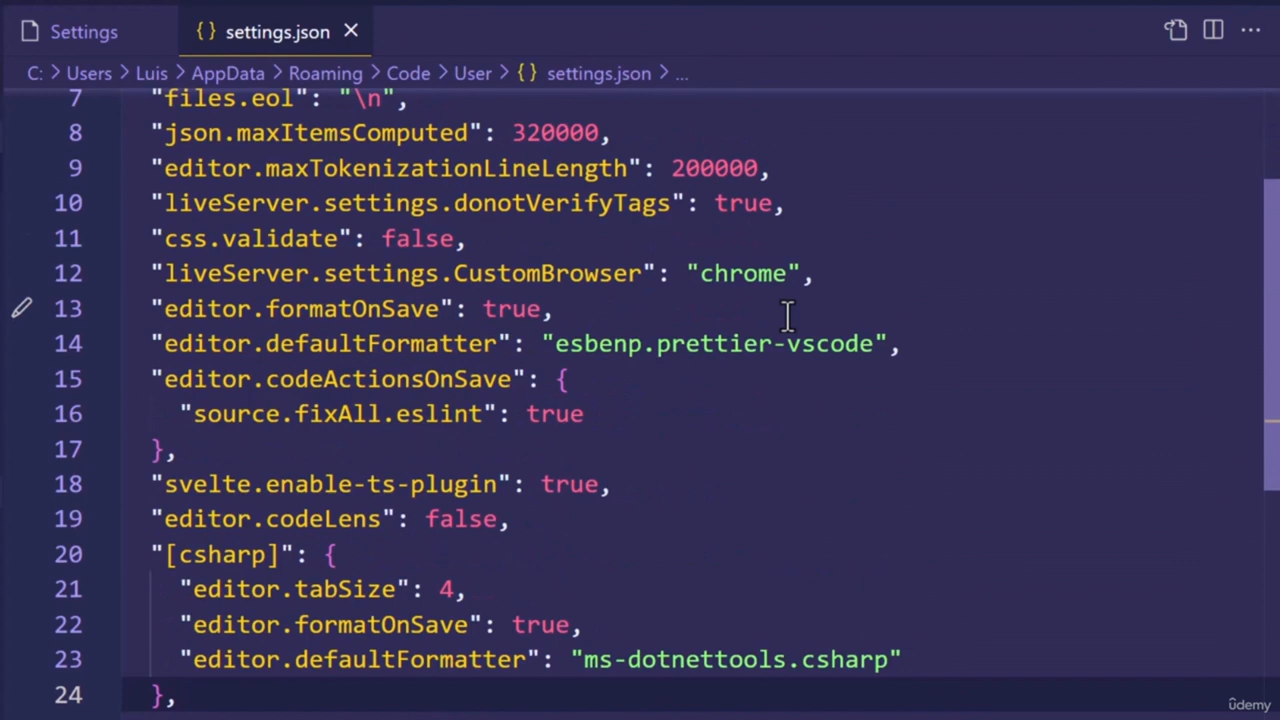 Settings
{} settings.json ×
C: > Users > Luis > AppData > Roaming > Code > User > {} settings.json > ...
7 "files.eol": "\n",
8 "json.maxItemsComputed": 320000,
9 "editor.maxTokenizationLineLength": 200000,
10 "liveServer.settings.donotVerifyTags": true,
11 "css.validate": false,
12 "liveServer.settings.CustomBrowser": "chrome",
13 "editor.formatOnSave": true,
14 "editor.defaultFormatter": "esbenp.prettier-vscode",
15 "editor.codeActionsOnSave": {
16 "source.fixAll.eslint": true
17 },
18 "svelte.enable-ts-plugin": true,
19 "editor.codeLens": false,
20 "[csharp]": {
21 "editor.tabSize": 4,
22 "editor.formatOnSave": true,
23 "editor.defaultFormatter": "ms-dotnettools.csharp"
24 },
ûdemy